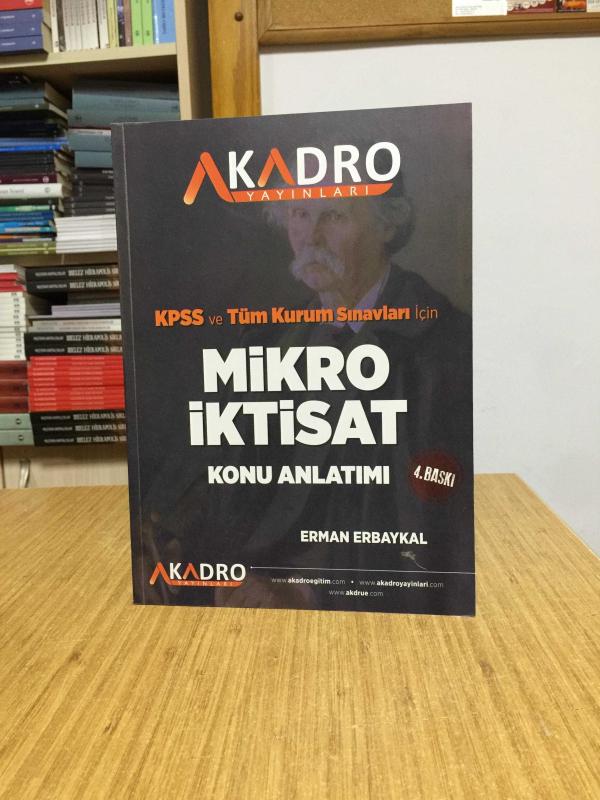 AKADRO
YAYINLARI
KPSS ve Tüm Kurum Sınavları İçin
MİKRO
İKTİSAT
KONU ANLATIMI
4. BASKI
ERMAN ERBAYKAL
AKADRO
YAYINLARI
www.akadroegitim.com • www.akadroyayinlari.com
www.akdrue.com